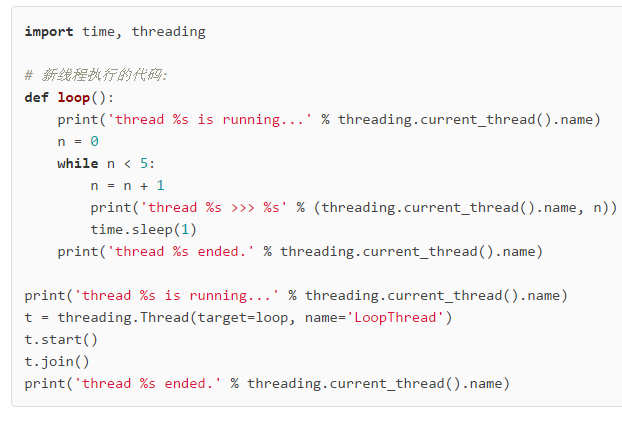 import time, threading
# 新线程执行的代码:
def loop():
    print('thread %s is running...' % threading.current_thread().name)
    n = 0
    while n < 5:
        n = n + 1
        print('thread %s >>> %s' % (threading.current_thread().name, n))
        time.sleep(1)
    print('thread %s ended.' % threading.current_thread().name)
print('thread %s is running...' % threading.current_thread().name)
t = threading.Thread(target=loop, name='LoopThread')
t.start()
t.join()
print('thread %s ended.' % threading.current_thread().name)